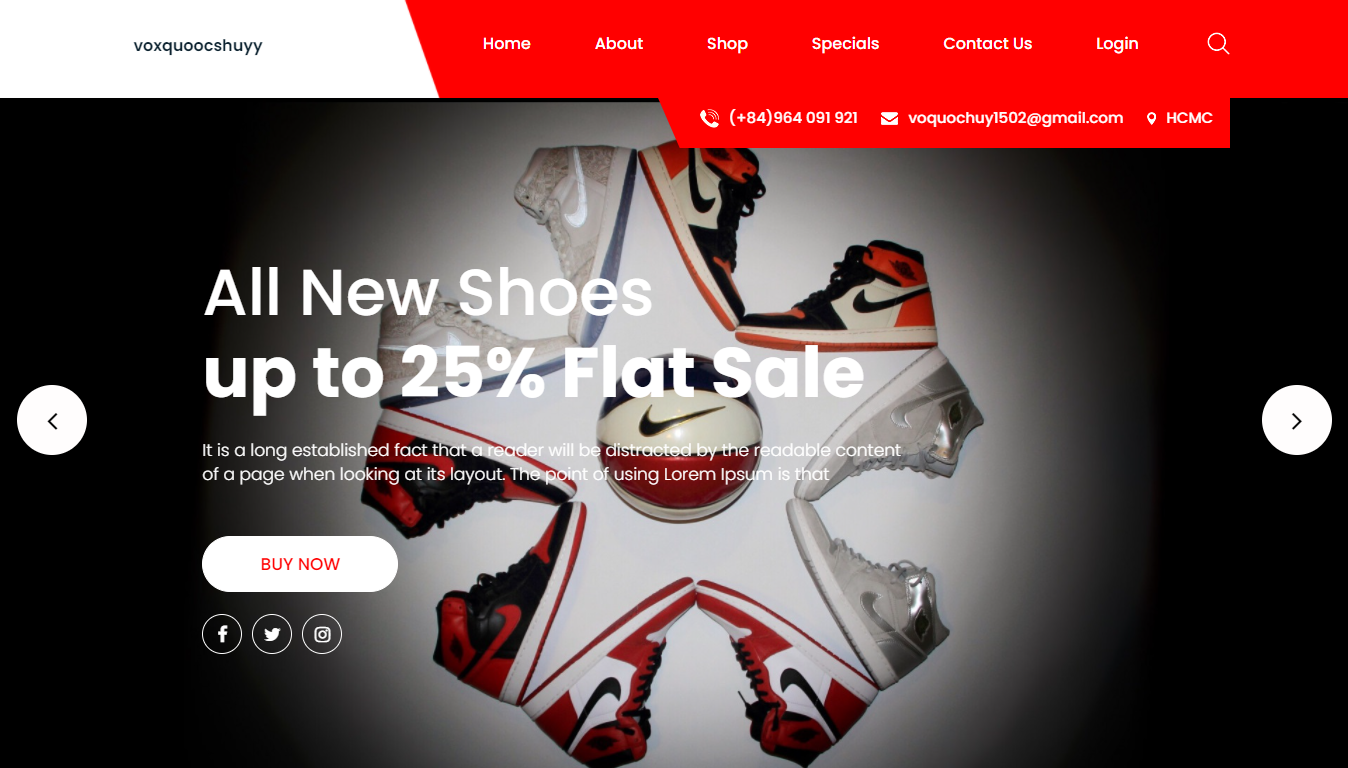 voxquoocshuyy
Home About Shop Specials Contact Us Login
(+84)964 091 921 voquochuy1502@gmail.com HCMC
All New Shoes
up to 25% Flat Sale
It is a long established fact that a reader will be distracted by the readable content
of a page when looking at its layout. The point of using Lorem Ipsum is that
BUY NOW